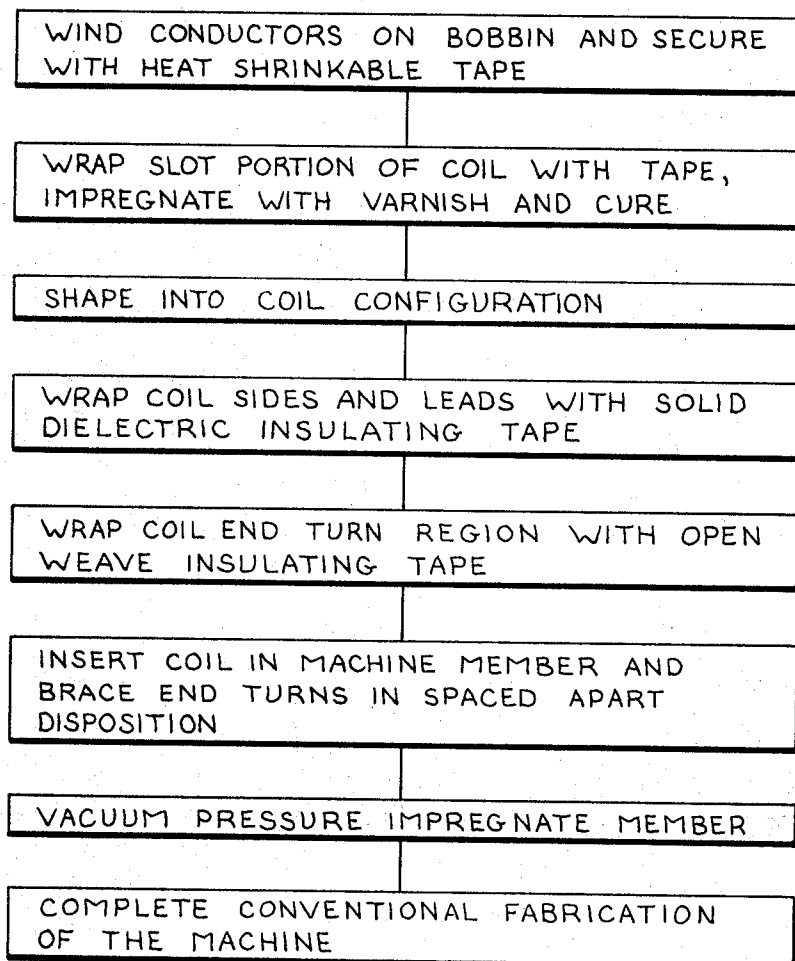 WIND CONDUCTORS ON BOBBIN AND SECURE
WITH HEAT SHRINKABLE TAPE
WRAP SLOT PORTION OF COIL WITH TAPE,
IMPREGNATE WITH VARNISH AND CURE
SHAPE INTO COIL CONFIGURATION
WRAP COIL SIDES AND LEADS WITH SOLID
DIELECTRIC INSULATING TAPE
WRAP COIL END TURN REGION WITH OPEN
WEAVE INSULATING TAPE
INSERT COIL IN MACHINE MEMBER AND
BRACE END TURNS IN SPACED APART
DISPOSITION
VACUUM PRESSURE IMPREGNATE MEMBER
COMPLETE CONVENTIONAL FABRICATION
OF THE MACHINE